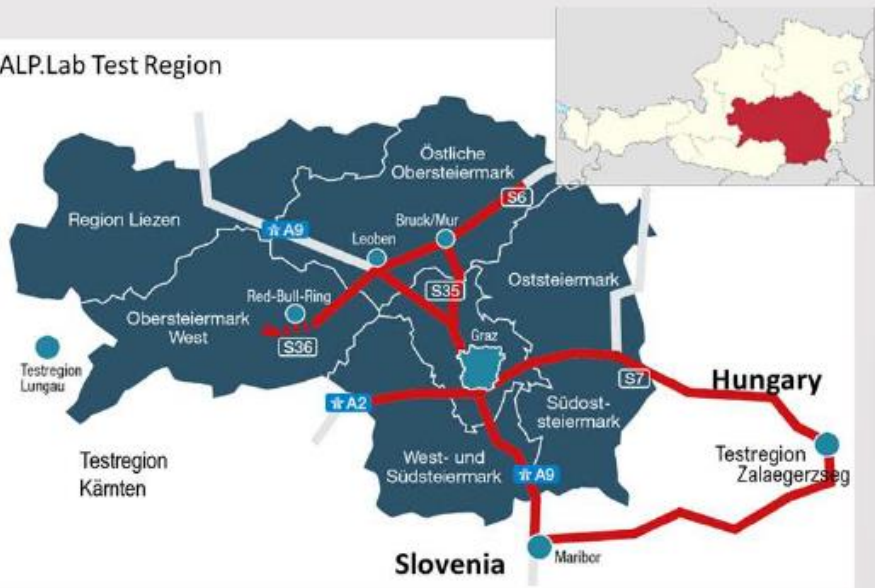 ALP.Lab Test Region
Östliche
Obersteiermark
S6
Region Liezen
A9
Bruck/Mur
Leoben
Oststeiermark
Red-Bull-Ring
S35
Obersteiermark
West
S36
Graz
Testregion
Lungau
S7
Hungary
A2
Südost-
steiermark
Testregion
Kärnten
West- und
Südsteiermark
A9
Testregion
Zalaegerzseg
Slovenia
Maribor